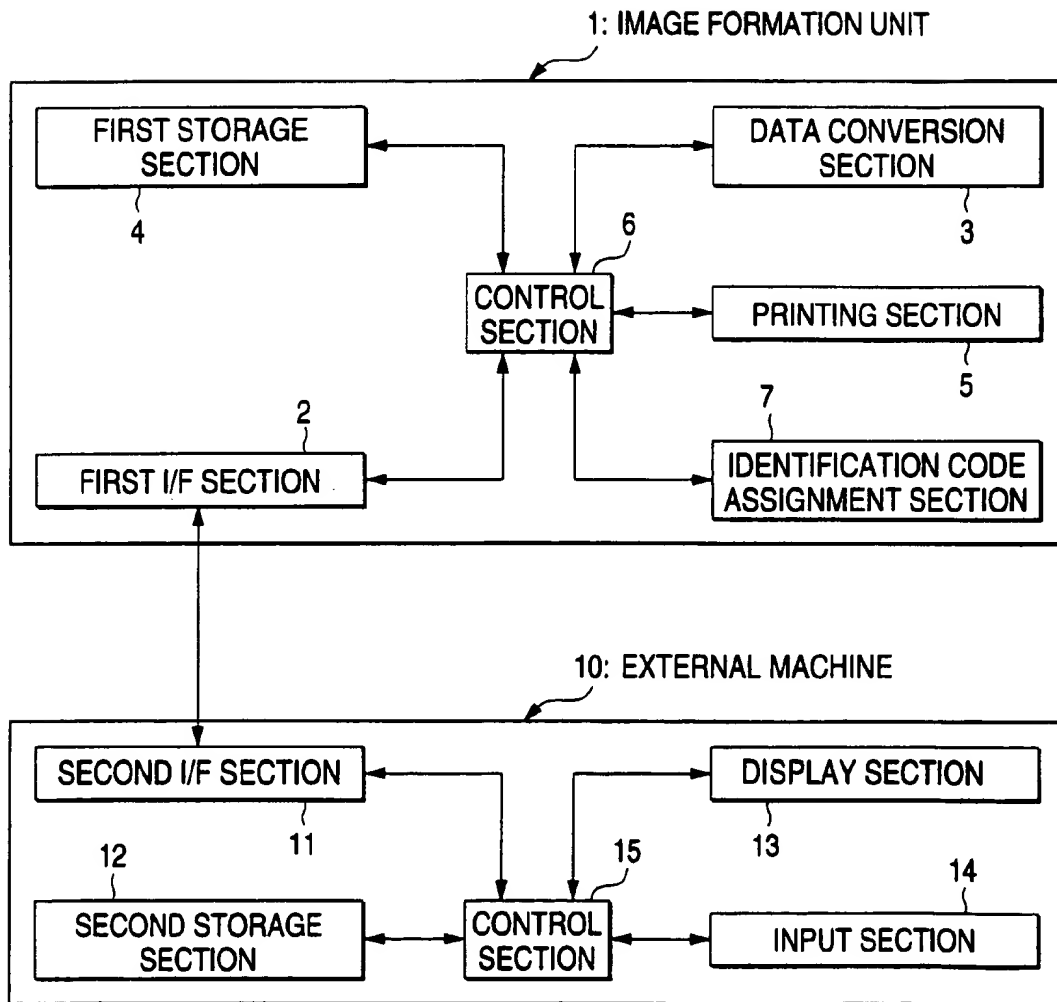 1: IMAGE FORMATION UNIT
FIRST STORAGE
SECTION
4
DATA CONVERSION
SECTION
3
6
CONTROL
SECTION
PRINTING SECTION
5
2
FIRST I/F SECTION
7
IDENTIFICATION CODE
ASSIGNMENT SECTION
10: EXTERNAL MACHINE
SECOND I/F SECTION
11
DISPLAY SECTION
13
12
SECOND STORAGE
SECTION
15
CONTROL
SECTION
14
INPUT SECTION